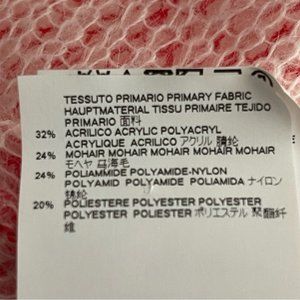 TESSUTO PRIMARIO PRIMARY FABRIC
HAUPTMATERIAL TISSU PRIMAIRE TEJIDO
PRIMARIO 面料
32% ACRILICO ACRYLIC POLYACRYL
ACRYLIQUE ACRILICO アクリル 腈纶
24% MOHAIR MOHAIR MOHAIR MOHAIR MOHAIR
モヘヤ 马海毛
24% POLIAMMIDE POLYAMIDE-NYLON
POLYAMID POLYAMIDE POLIAMIDA ナイロン
锦纶
20% POLIESTERE POLYESTER POLYESTER
POLYESTER POLIESTER ポリエステル 聚酯纤
维